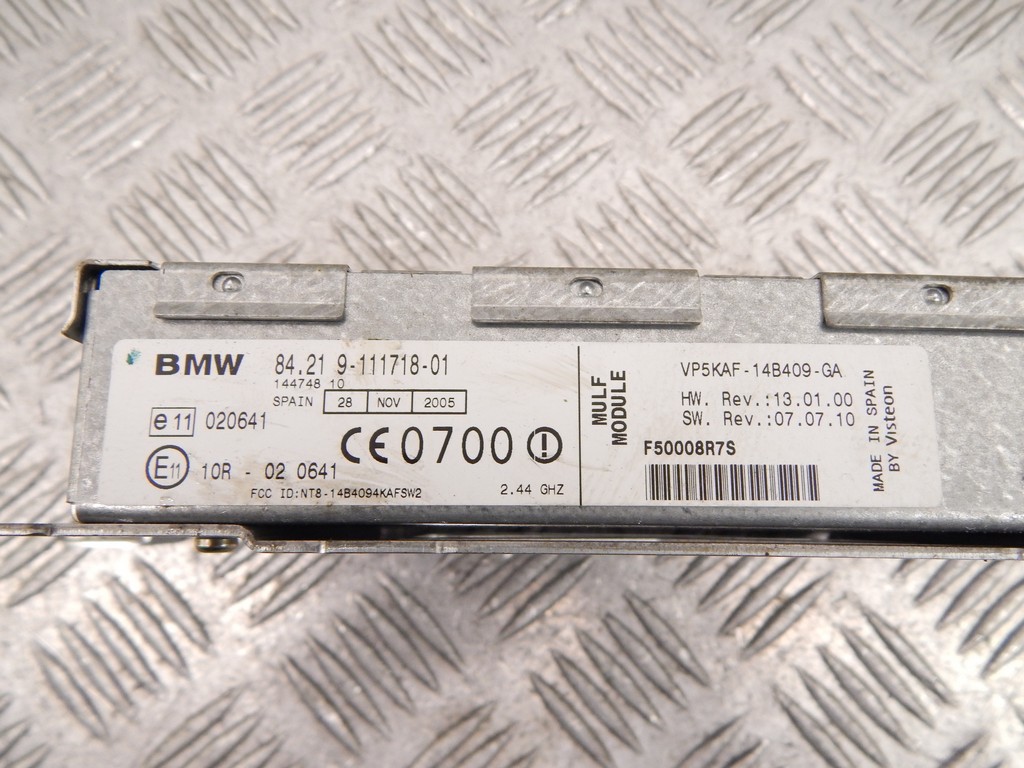 BMW 84.21 9-111718-01
144748 10
SPAIN 28 NOV 2005
e 11 020641
CE 0700
E11 10R - 02 0641
FCC ID:NT8-14B4094KAFSW2 2.44 GHZ
MULF
MODULE
VP5KAF-14B409-GA
HW. Rev.:13.01.00
SW. Rev.:07.07.10
F50008R7S
MADE IN SPAIN
BY Visteon